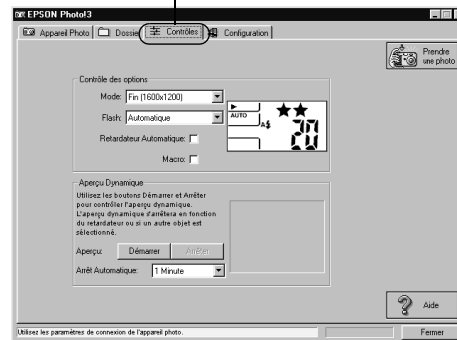 EPSON Photo!3
Appareil Photo
Dossier
Contrôles
Configuration
Prendre
une photo
Contrôle des options
Mode: Fin (1600x1200)
Flash: Automatique
AUTO
A
20
Retardateur Automatique:
Macro:
Aperçu Dynamique
Utilisez les boutons Démarrer et Arrêter
pour contrôler l'aperçu dynamique.
L'aperçu dynamique s'arrêtera en fonction
du retardateur ou si un autre objet est
sélectionné.
Aperçu: Démarrer Arrêter
Arrêt Automatique: 1 Minute
Aide
Utilisez les paramètres de connexion de l'appareil photo.
Fermer